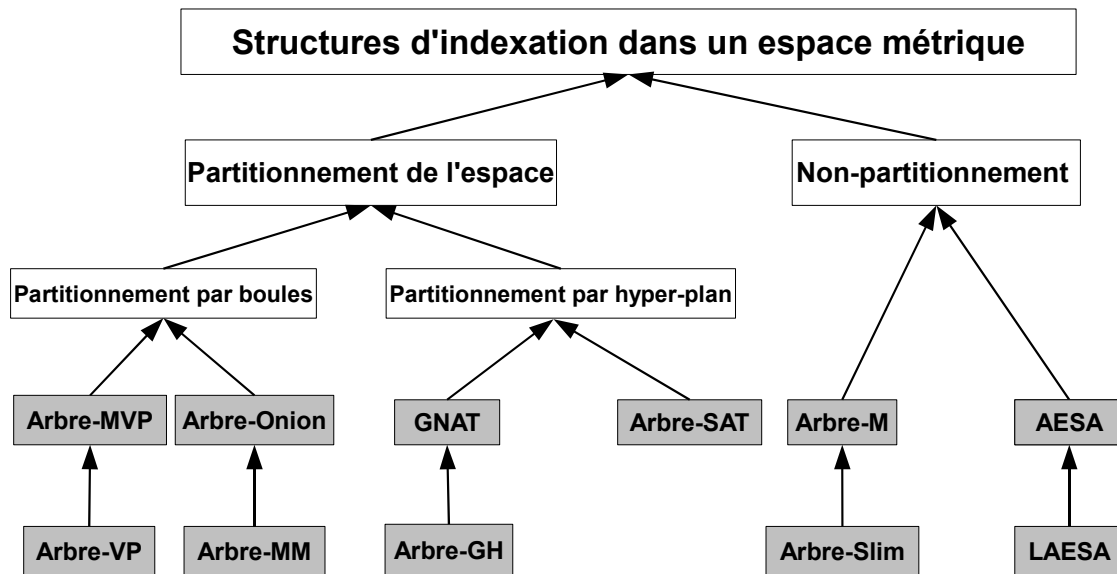 Structures d'indexation dans un espace métrique
Partitionnement de l'espace
Non-partitionnement
Partitionnement par boules
Partitionnement par hyper-plan
Arbre-MVP
Arbre-Onion
GNAT
Arbre-SAT
Arbre-M
AESA
Arbre-VP
Arbre-MM
Arbre-GH
Arbre-Slim
LAESA